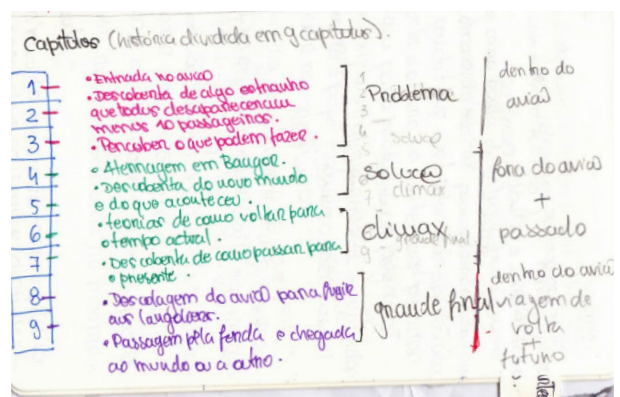 Capítulos (história dividida em 9 capítulos).
1 • Entrada no avião
• Descoberta de algo estranho
2 que todos desapareceram
menos 10 passageiros.
3 • Perceber o que podem fazer.
Problema
dentro do
avião
4 • Aterragem em Bangor.
• Descoberta do novo mundo
5 e do que aconteceu.
solução
6 • teorias de como voltar para
o tempo actual.
7 • Descoberta de como passar para
o presente.
climax
fora do avião
+
passado
8 • Descolagem do avião para fugir
aos langoliers.
9 • Passagem pela fenda e chegada
ao mundo ou a outro.
grande final
dentro do avião
viagem de
volta
+
futuro